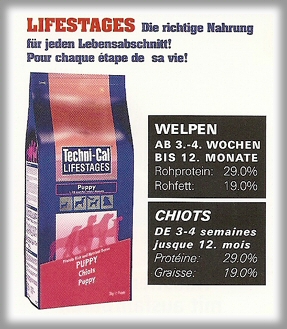 LIFESTAGES Die richtige Nahrung
für jeden Lebensabschnitt!
Pour chaque étape de sa vie!
Techni-Cal
LIFESTAGES
Puppy
PUPPY
Chiots
Puppy
WELPEN
AB 3.-4. WOCHEN
BIS 12. MONATE
Rohprotein: 29.0%
Rohfett: 19.0%
CHIOTS
DE 3-4 semaines
jusque 12. mois
Protéine: 29.0%
Graisse: 19.0%